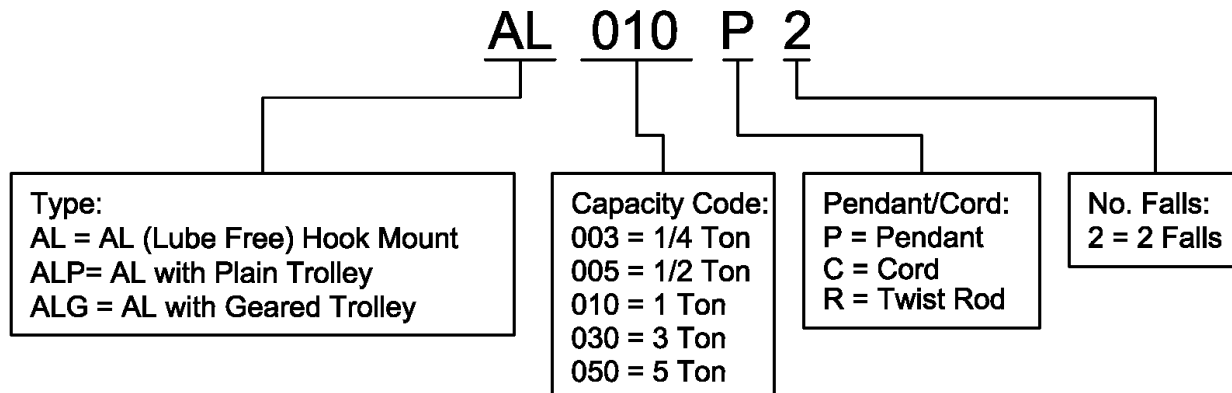 AL 010 P 2
Type:
AL = AL (Lube Free) Hook Mount
ALP= AL with Plain Trolley
ALG = AL with Geared Trolley
Capacity Code:
003 = 1/4 Ton
005 = 1/2 Ton
010 = 1 Ton
030 = 3 Ton
050 = 5 Ton
Pendant/Cord:
P = Pendant
C = Cord
R = Twist Rod
No. Falls:
2 = 2 Falls